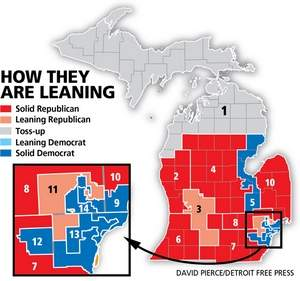 HOW THEY
ARE LEANING
Solid Republican
Leaning Republican
Toss-up
Leaning Democrat
Solid Democrat
1
4
2
10
5
3
8
6
7
8
11
10
14
9
12
13
7
DAVID PIERCE/DETROIT FREE PRESS